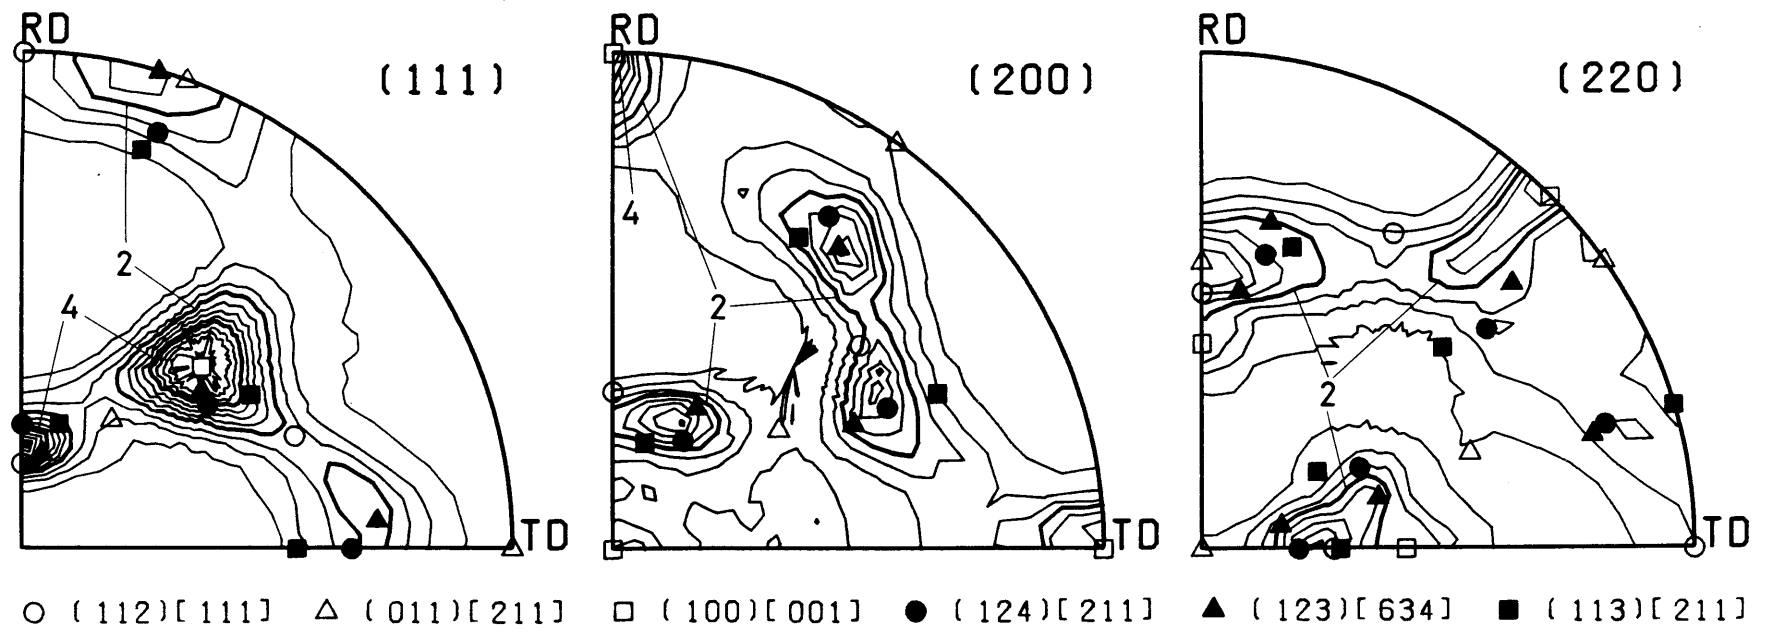 RD RD RD
(111) (200) (220)
4
2
2
4
2
TD TD TD
○ (112)[111] △ (011)[211] □ (100)[001] ● (124)[211] ▲ (123)[634] ■ (113)[211]